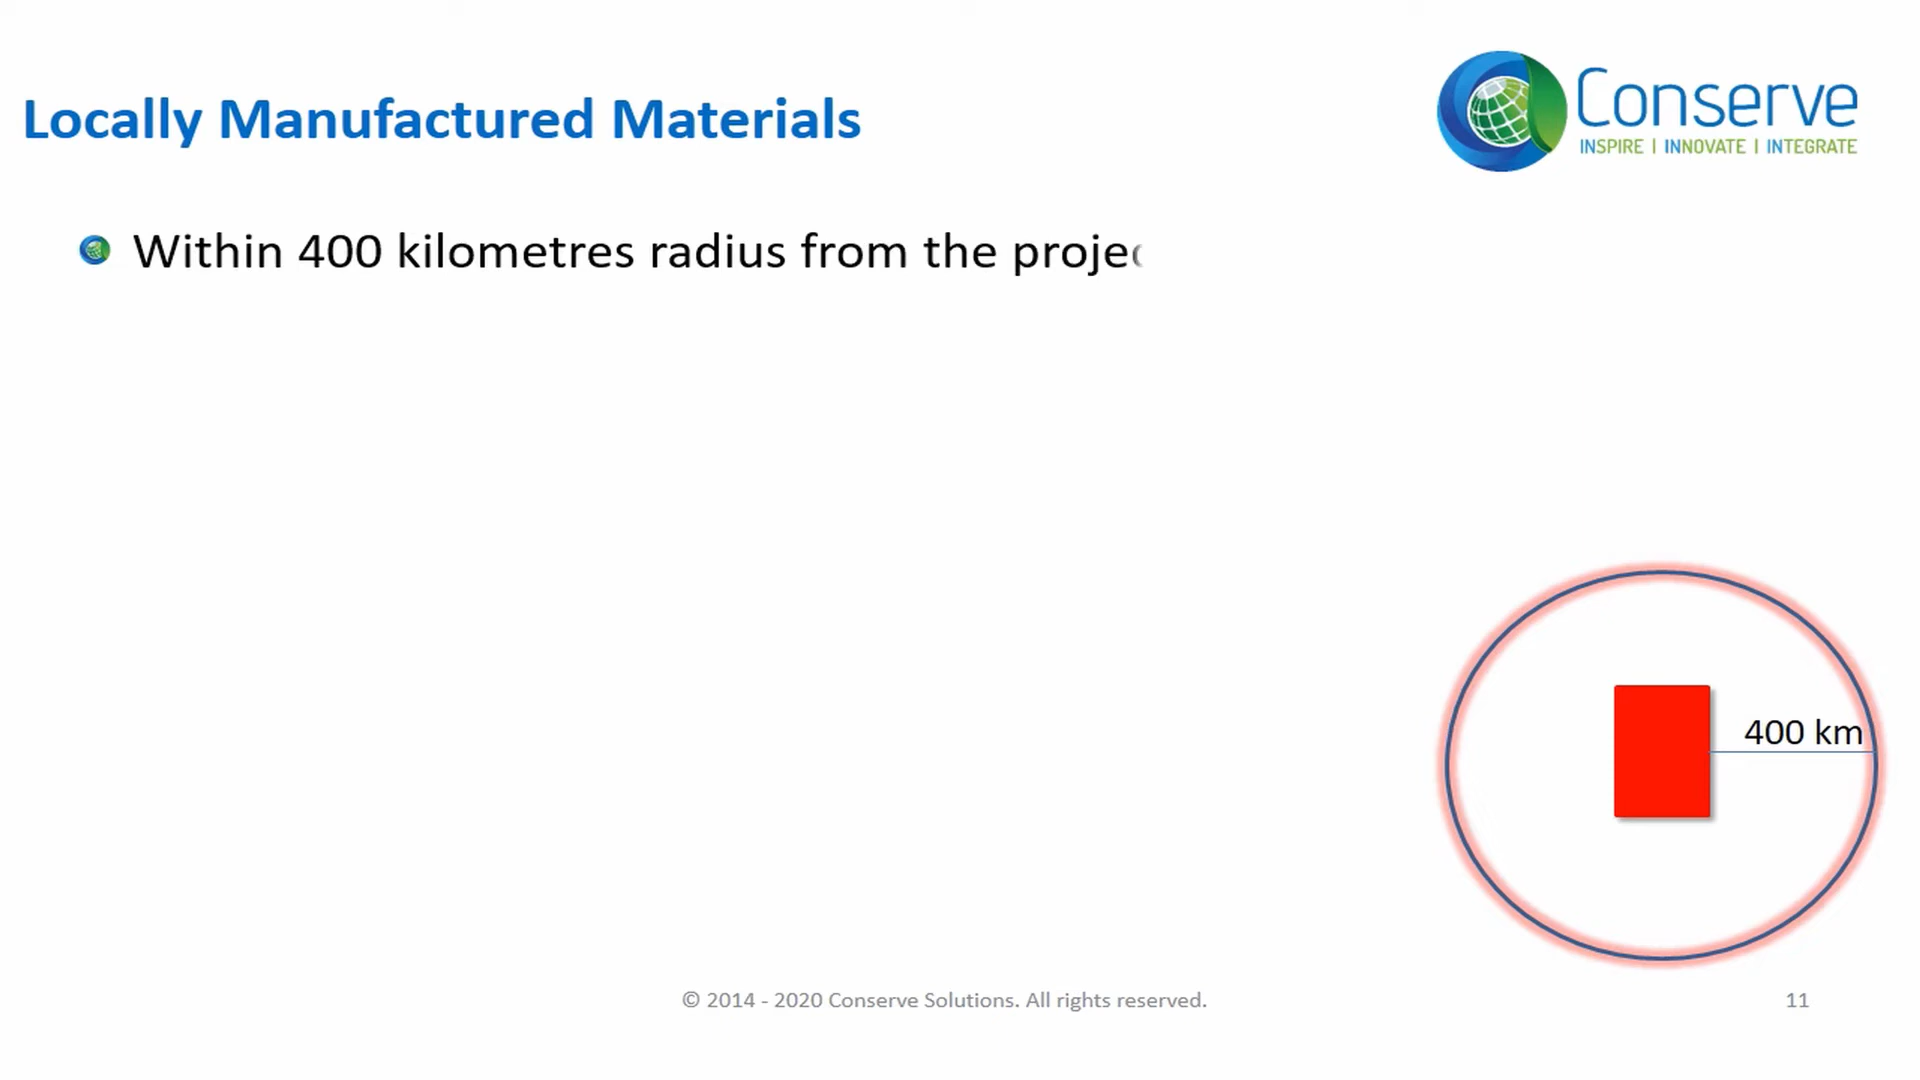 Conserve
INSPIRE | INNOVATE | INTEGRATE
Locally Manufactured Materials
Within 400 kilometres radius from the projec
400 km
© 2014 - 2020 Conserve Solutions. All rights reserved.
11